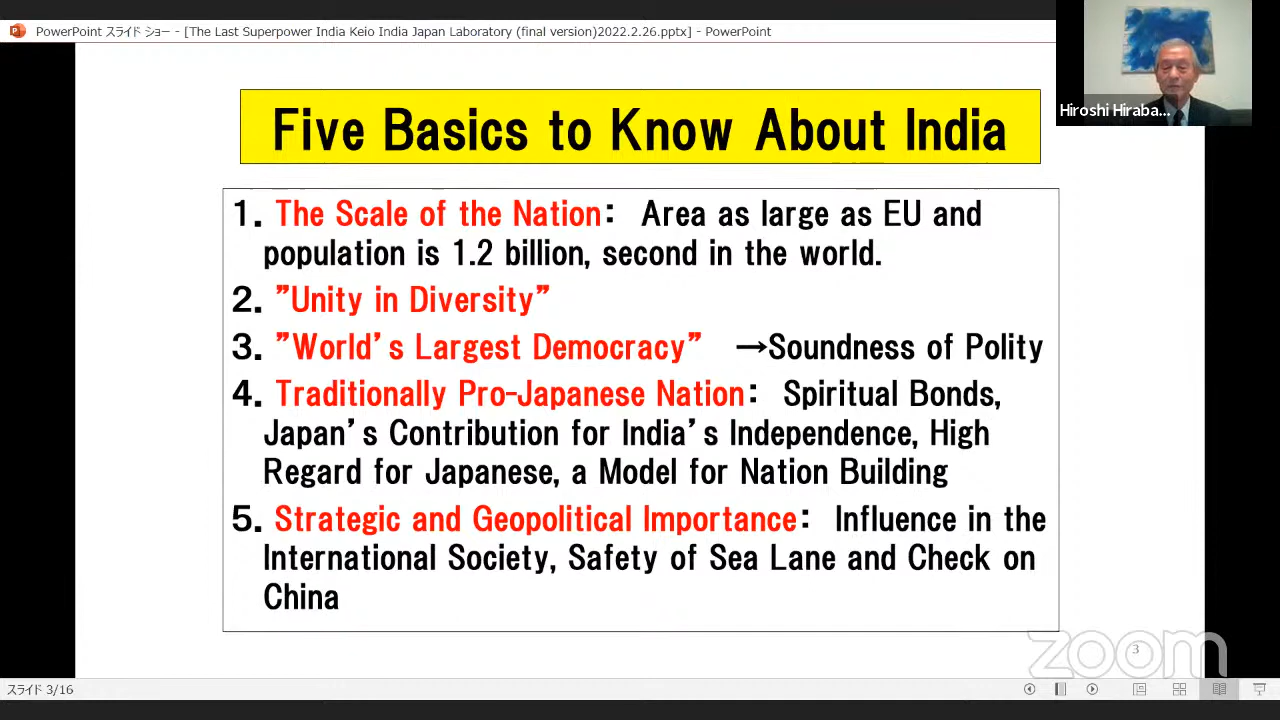 PowerPoint スライド ショー - [The Last Superpower India Keio India Japan Laboratory (final version)2022.2.26.pptx] - PowerPoint
Hiroshi Hiraba...
Five Basics to Know About India
1. The Scale of the Nation: Area as large as EU and
population is 1.2 billion, second in the world.
2. ”Unity in Diversity”
3. ”World’s Largest Democracy” →Soundness of Polity
4. Traditionally Pro-Japanese Nation: Spiritual Bonds,
Japan’s Contribution for India’s Independence, High
Regard for Japanese, a Model for Nation Building
5. Strategic and Geopolitical Importance: Influence in the
International Society, Safety of Sea Lane and Check on
China
zoom
3
スライド 3/16